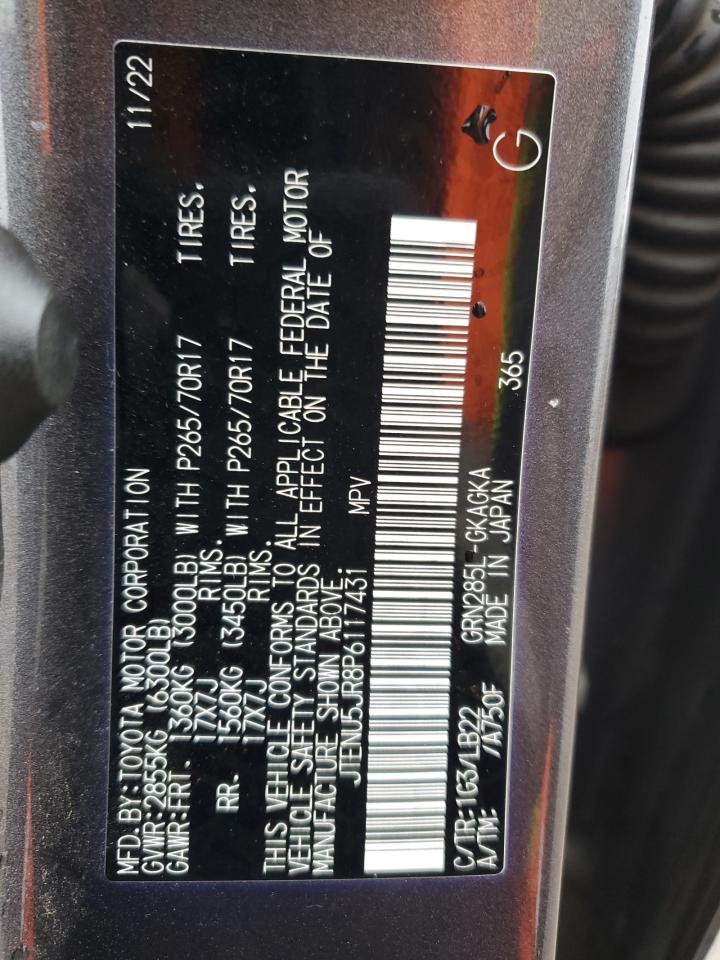 MFD.BY:TOYOTA MOTOR CORPORATION 11/22
GVWR:2855KG (6300LB)
GAWR:FRT. 1360KG (3000LB) WITH P265/70R17 TIRES.
17X7J RIMS.
RR. 1560KG (3450LB) WITH P265/70R17 TIRES.
17X7J RIMS.
THIS VEHICLE CONFORMS TO ALL APPLICABLE FEDERAL MOTOR
VEHICLE SAFETY STANDARDS IN EFFECT ON THE DATE OF
MANUFACTURE SHOWN ABOVE.
JTENU5JR8P6117431 MPV
C/TR:1G3/LB22 GRN285L-GKAGKA
A/TM: /A750F MADE IN JAPAN 365
G